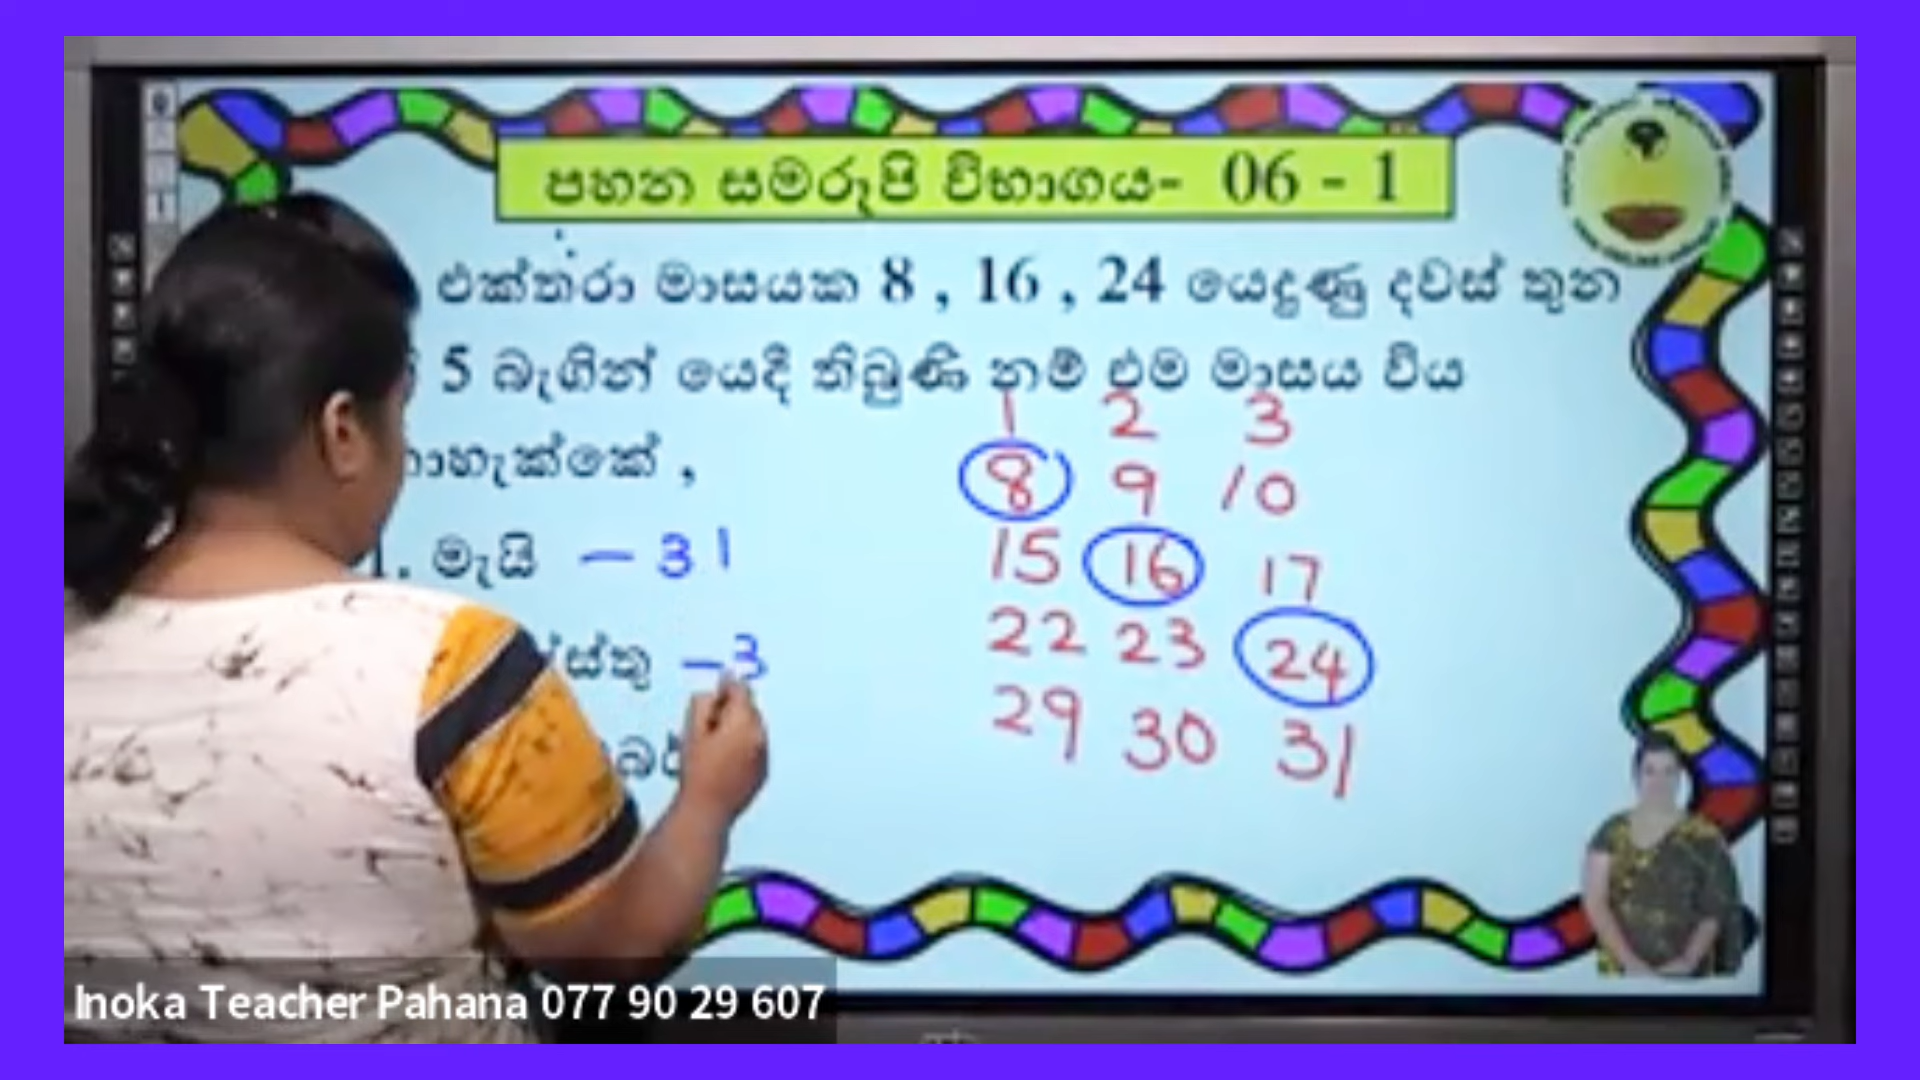 පහන සමරූපී විභාගය- 06 - 1
එක්තරා මාසයක 8 , 16 , 24 යෙදුණු දවස් තුන
5 බැගින් යෙදී තිබුණි නම් එම මාසය විය
නොහැක්කේ ,
1 2 3
8 9 10
1. මැයි – 31
15 16 17
22 23 24
– 3
29 30 31
Inoka Teacher Pahana 077 90 29 607